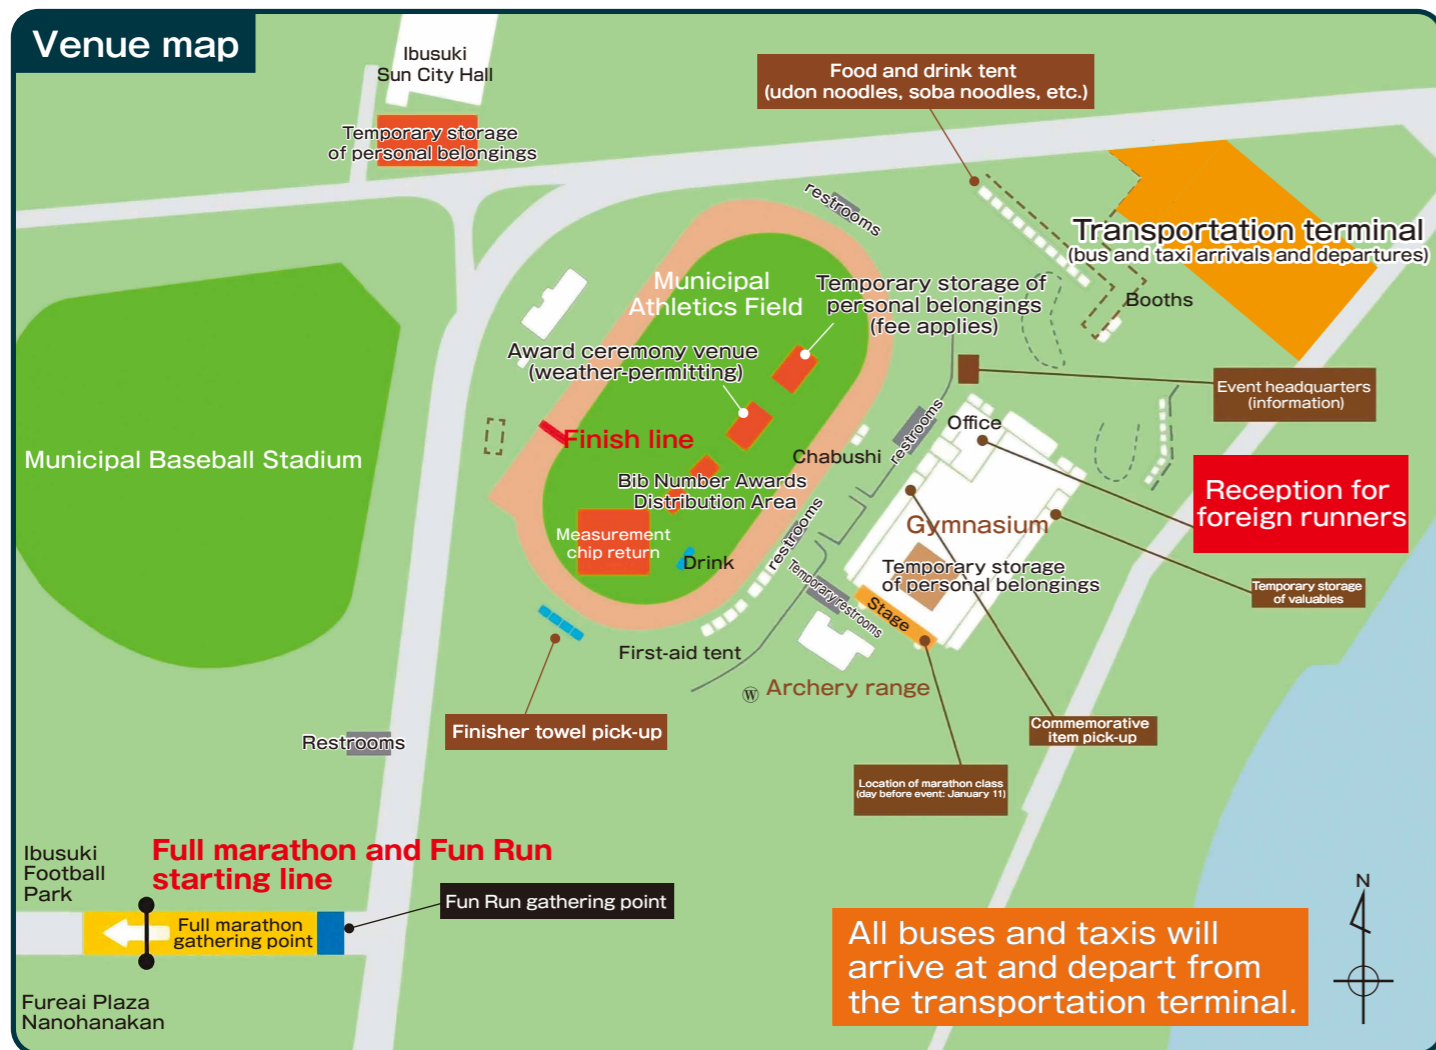 Venue map
Ibusuki
Sun City Hall
Temporary storage
of personal belongings
Food and drink tent
(udon noodles, soba noodles, etc.)
restrooms
Transportation terminal
(bus and taxi arrivals and departures)
Booths
Municipal
Athletics Field
Temporary storage of
personal belongings
(fee applies)
Award ceremony venue
(weather-permitting)
Event headquarters
(information)
Finish line
Municipal Baseball Stadium
Chabushi
restrooms
Office
Bib Number Awards
Distribution Area
Reception for
foreign runners
Gymnasium
Measurement
chip return
Drink
restrooms
Temporary storage
of personal belongings
Temporary storage
of valuables
Temporary restrooms
Stage
First-aid tent
W
Archery range
Finisher towel pick-up
Commemorative
item pick-up
Restrooms
Location of marathon class
(day before event: January 11)
Full marathon and Fun Run
starting line
Ibusuki
Football
Park
Full marathon
gathering point
Fun Run gathering point
Fureai Plaza
Nanohanakan
All buses and taxis will
arrive at and depart from
the transportation terminal.
N